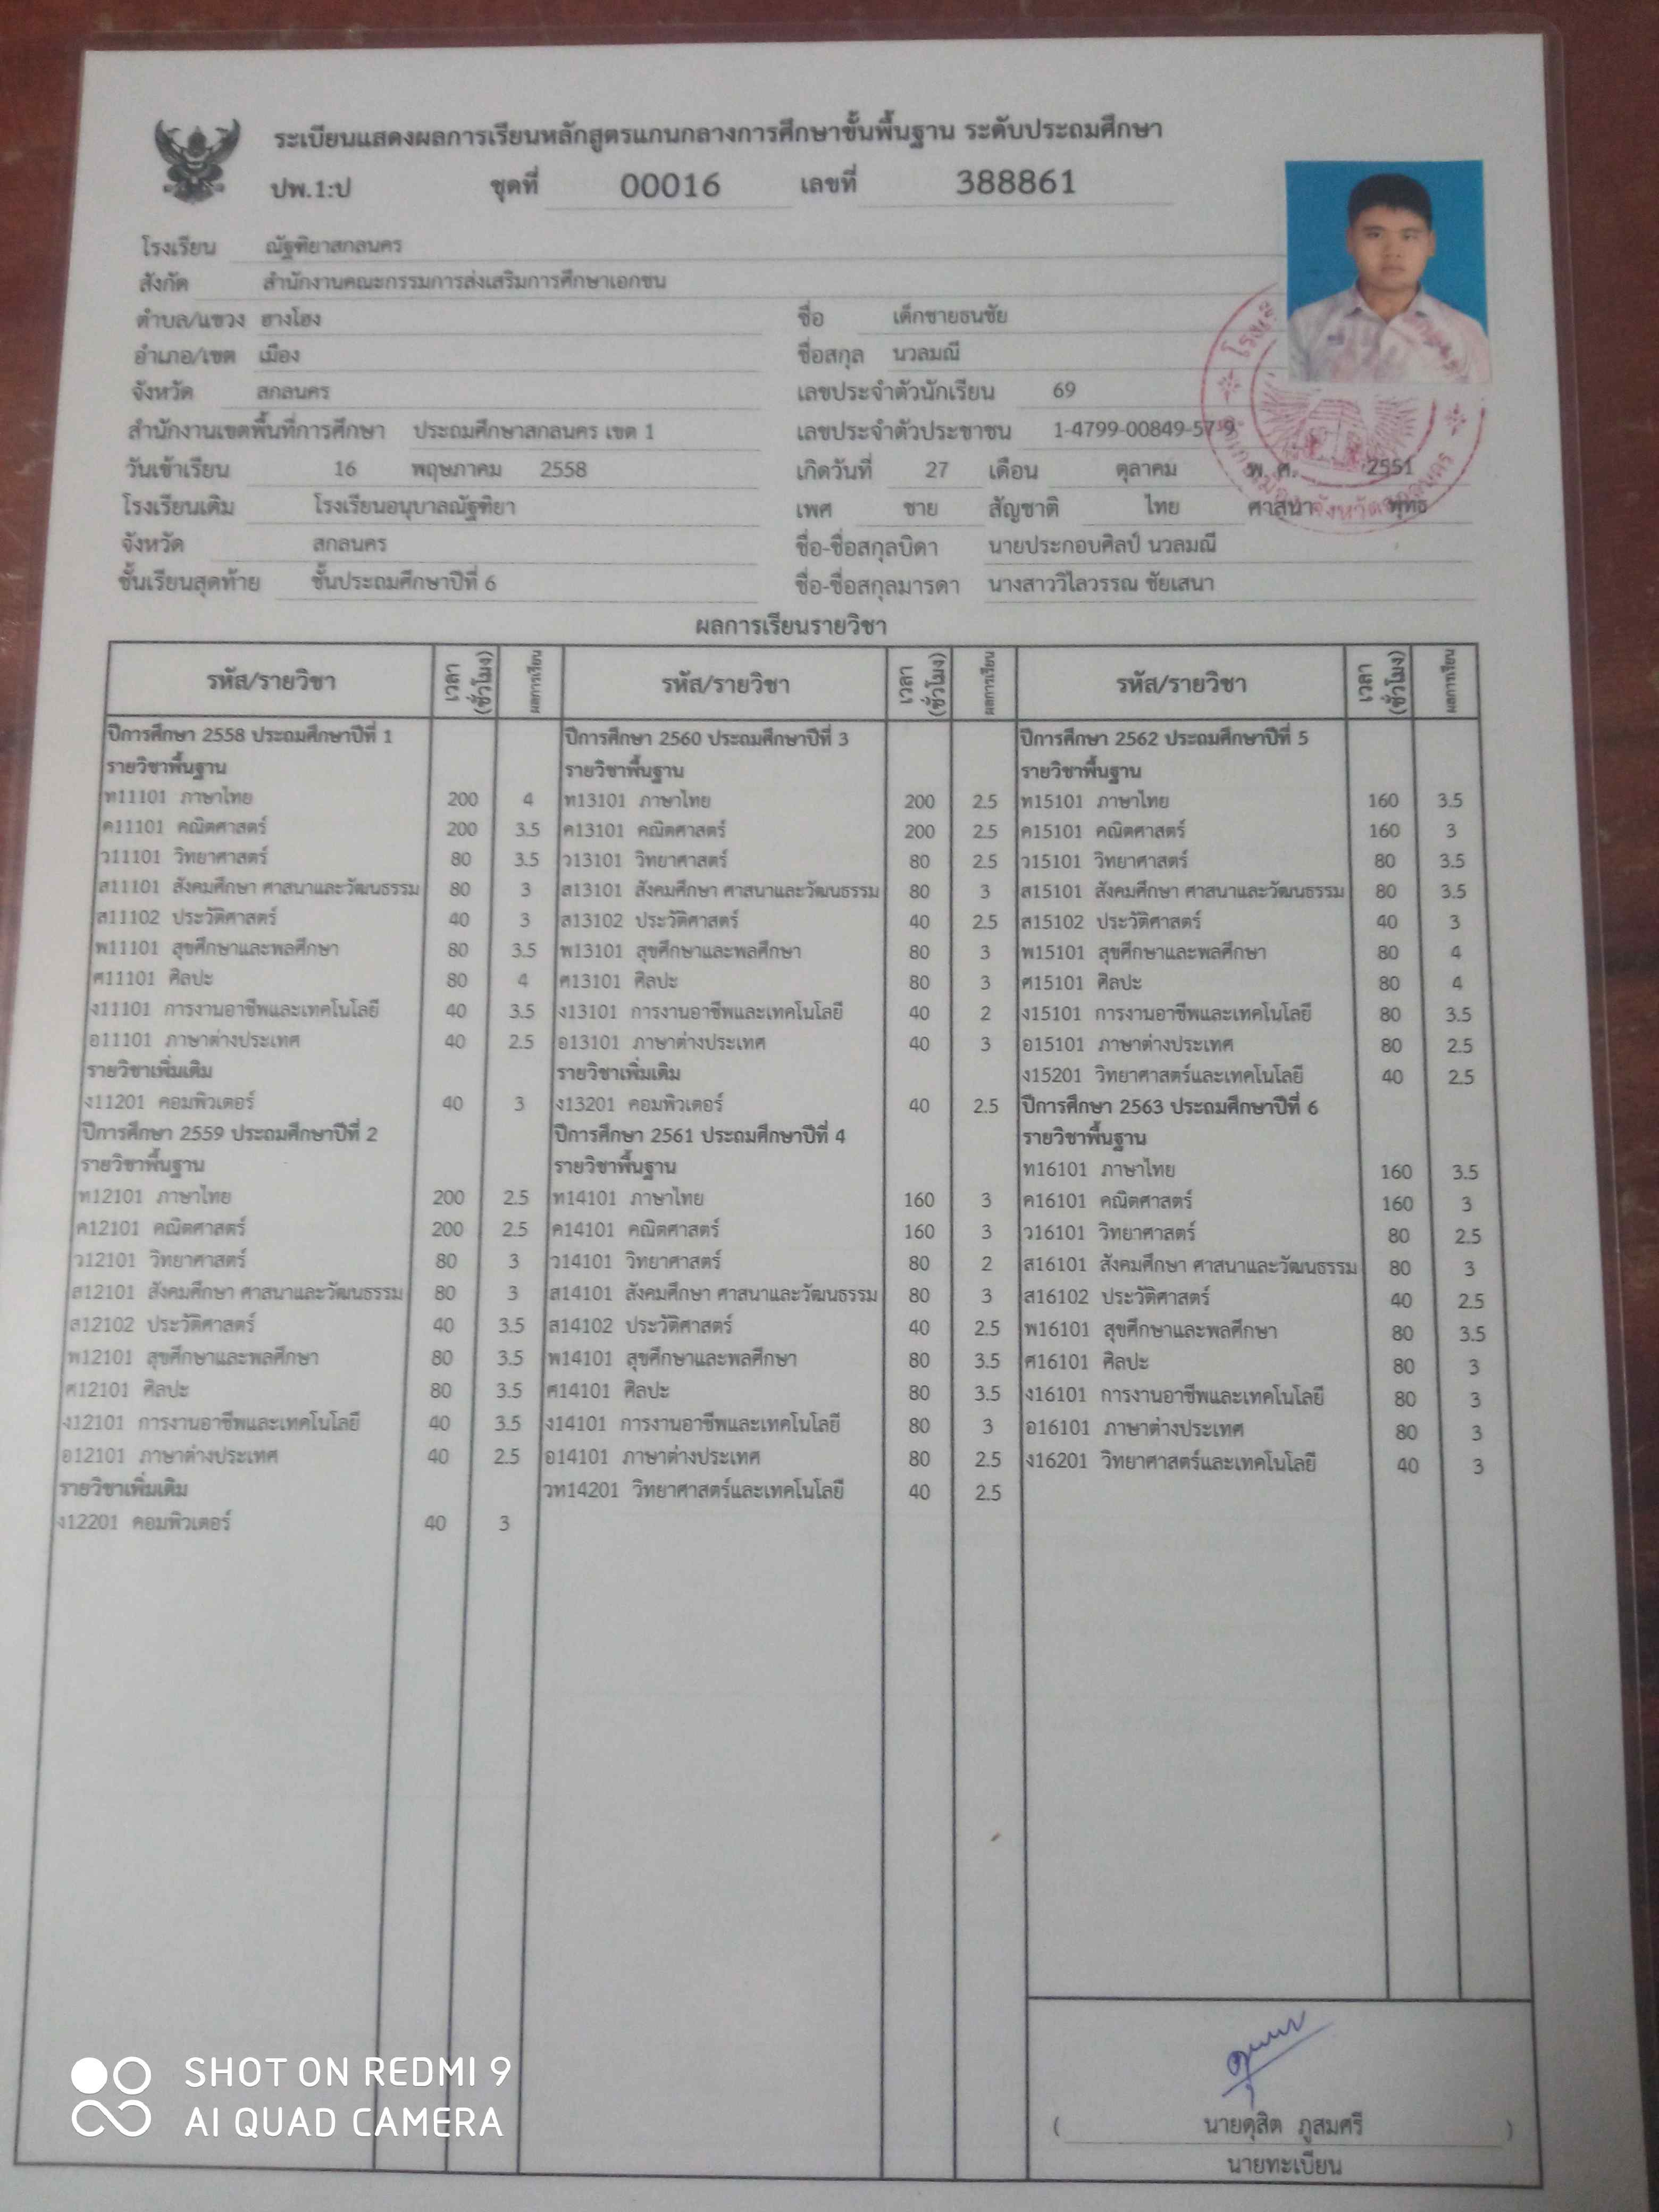 ระเบียนแสดงผลการเรียนหลักสูตรแกนกลางการศึกษาขั้นพื้นฐาน ระดับประถมศึกษา
ปพ.1:ป ชุดที่ 00016 เลขที่ 388861
โรงเรียน ณัฐฑิยาสกลนคร
สังกัด สำนักงานคณะกรรมการส่งเสริมการศึกษาเอกชน
ตำบล/แขวง ฮางโฮง
อำเภอ/เขต เมือง
จังหวัด สกลนคร
สำนักงานเขตพื้นที่การศึกษา ประถมศึกษาสกลนคร เขต 1
วันเข้าเรียน 16 พฤษภาคม 2558
โรงเรียนเดิม โรงเรียนอนุบาลณัฐฑิยา
จังหวัด สกลนคร
ชั้นเรียนสุดท้าย ชั้นประถมศึกษาปีที่ 6
ชื่อ เด็กชายธนชัย
ชื่อสกุล นวลมณี
เลขประจำตัวนักเรียน 69
เลขประจำตัวประชาชน 1-4799-00849-57-9
เกิดวันที่ 27 เดือน ตุลาคม พ.ศ. 2551
เพศ ชาย สัญชาติ ไทย ศาสนา พุทธ
ชื่อ-ชื่อสกุลบิดา นายประกอบศิลป์ นวลมณี
ชื่อ-ชื่อสกุลมารดา นางสาววิไลวรรณ ชัยเสนา
จังหวัดสกลนคร
ผลการเรียนรายวิชา
รหัส/รายวิชา เวลา (ชั่วโมง) ผลการเรียน
ปีการศึกษา 2558 ประถมศึกษาปีที่ 1
รายวิชาพื้นฐาน
ท11101 ภาษาไทย 200 4
ค11101 คณิตศาสตร์ 200 3.5
ว11101 วิทยาศาสตร์ 80 3.5
ส11101 สังคมศึกษา ศาสนาและวัฒนธรรม 80 3
ส11102 ประวัติศาสตร์ 40 3
พ11101 สุขศึกษาและพลศึกษา 80 3.5
ศ11101 ศิลปะ 80 4
ง11101 การงานอาชีพและเทคโนโลยี 40 3.5
อ11101 ภาษาต่างประเทศ 40 2.5
รายวิชาเพิ่มเติม
ง11201 คอมพิวเตอร์ 40 3
ปีการศึกษา 2559 ประถมศึกษาปีที่ 2
รายวิชาพื้นฐาน
ท12101 ภาษาไทย 200 2.5
ค12101 คณิตศาสตร์ 200 2.5
ว12101 วิทยาศาสตร์ 80 3
ส12101 สังคมศึกษา ศาสนาและวัฒนธรรม 80 3
ส12102 ประวัติศาสตร์ 40 3.5
พ12101 สุขศึกษาและพลศึกษา 80 3.5
ศ12101 ศิลปะ 80 3.5
ง12101 การงานอาชีพและเทคโนโลยี 40 3.5
อ12101 ภาษาต่างประเทศ 40 2.5
รายวิชาเพิ่มเติม
ง12201 คอมพิวเตอร์ 40 3
รหัส/รายวิชา เวลา (ชั่วโมง) ผลการเรียน
ปีการศึกษา 2560 ประถมศึกษาปีที่ 3
รายวิชาพื้นฐาน
ท13101 ภาษาไทย 200 2.5
ค13101 คณิตศาสตร์ 200 2.5
ว13101 วิทยาศาสตร์ 80 2.5
ส13101 สังคมศึกษา ศาสนาและวัฒนธรรม 80 3
ส13102 ประวัติศาสตร์ 40 2.5
พ13101 สุขศึกษาและพลศึกษา 80 3
ศ13101 ศิลปะ 80 3
ง13101 การงานอาชีพและเทคโนโลยี 40 2
อ13101 ภาษาต่างประเทศ 40 3
รายวิชาเพิ่มเติม
ง13201 คอมพิวเตอร์ 40 2.5
ปีการศึกษา 2561 ประถมศึกษาปีที่ 4
รายวิชาพื้นฐาน
ท14101 ภาษาไทย 160 3
ค14101 คณิตศาสตร์ 160 3
ว14101 วิทยาศาสตร์ 80 2
ส14101 สังคมศึกษา ศาสนาและวัฒนธรรม 80 3
ส14102 ประวัติศาสตร์ 40 2.5
พ14101 สุขศึกษาและพลศึกษา 80 3.5
ศ14101 ศิลปะ 80 3.5
ง14101 การงานอาชีพและเทคโนโลยี 80 3
อ14101 ภาษาต่างประเทศ 80 2.5
วท14201 วิทยาศาสตร์และเทคโนโลยี 40 2.5
รหัส/รายวิชา เวลา (ชั่วโมง) ผลการเรียน
ปีการศึกษา 2562 ประถมศึกษาปีที่ 5
รายวิชาพื้นฐาน
ท15101 ภาษาไทย 160 3.5
ค15101 คณิตศาสตร์ 160 3
ว15101 วิทยาศาสตร์ 80 3.5
ส15101 สังคมศึกษา ศาสนาและวัฒนธรรม 80 3.5
ส15102 ประวัติศาสตร์ 40 3
พ15101 สุขศึกษาและพลศึกษา 80 4
ศ15101 ศิลปะ 80 4
ง15101 การงานอาชีพและเทคโนโลยี 80 3.5
อ15101 ภาษาต่างประเทศ 80 2.5
ง15201 วิทยาศาสตร์และเทคโนโลยี 40 2.5
ปีการศึกษา 2563 ประถมศึกษาปีที่ 6
รายวิชาพื้นฐาน
ท16101 ภาษาไทย 160 3.5
ค16101 คณิตศาสตร์ 160 3
ว16101 วิทยาศาสตร์ 80 2.5
ส16101 สังคมศึกษา ศาสนาและวัฒนธรรม 80 3
ส16102 ประวัติศาสตร์ 40 2.5
พ16101 สุขศึกษาและพลศึกษา 80 3.5
ศ16101 ศิลปะ 80 3
ง16101 การงานอาชีพและเทคโนโลยี 80 3
อ16101 ภาษาต่างประเทศ 80 3
ง16201 วิทยาศาสตร์และเทคโนโลยี 40 3
( นายดุสิต ภูสมศรี )
นายทะเบียน
SHOT ON REDMI 9
AI QUAD CAMERA